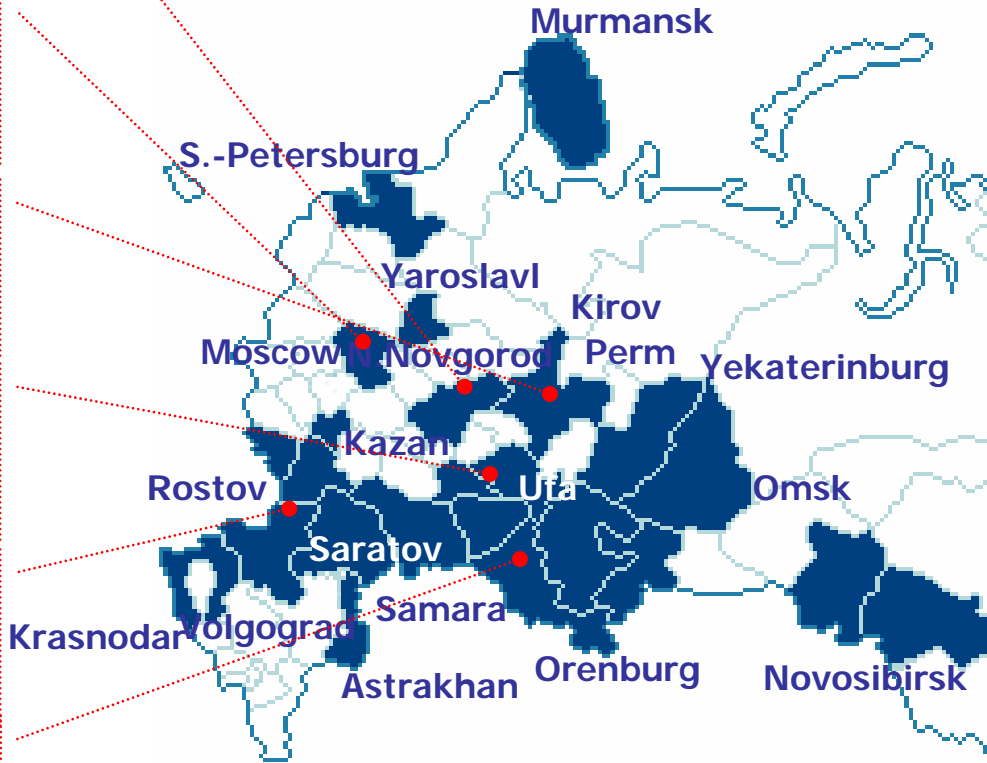 Murmansk
S.-Petersburg
Yaroslavl
Kirov
Moscow
N.Novgorod
Perm
Yekaterinburg
Kazan
Rostov
Ufa
Omsk
Saratov
Samara
Krasnodar
Volgograd
Orenburg
Novosibirsk
Astrakhan